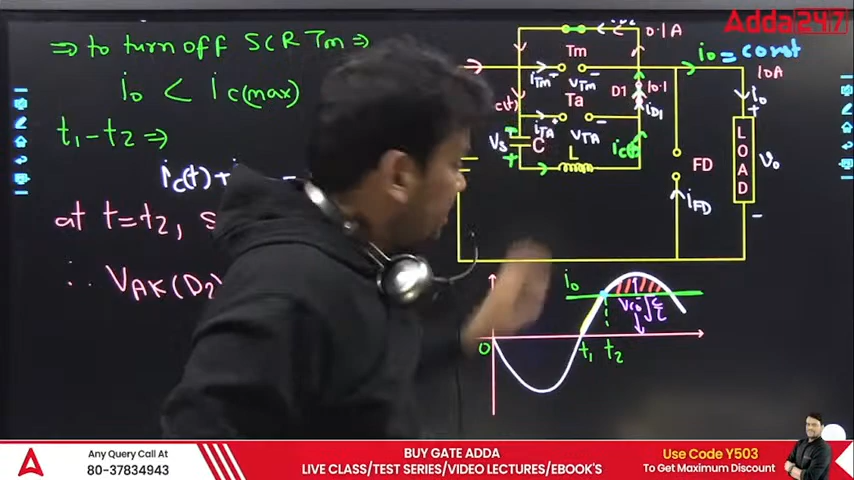 ⇒ to turn off SCR Tm ⇒
io < ic(max)
t1-t2 ⇒
ic(t)+
at t=t2, s
∴ VAK(D2)
0.1A
Adda247
io = const
10A
Tm
iTm
+ VTm -
D1
0.1
iD1
c(t)
Ta
iTA
+ VTA -
Vs
C
L
ic(t)
FD
iFD
io
+
LOAD
Vo
-
io
Vs √C/L
0
t1 t2
Any Query Call At
80-37834943
BUY GATE ADDA
LIVE CLASS/TEST SERIES/VIDEO LECTURES/EBOOK'S
Use Code Y503
To Get Maximum Discount